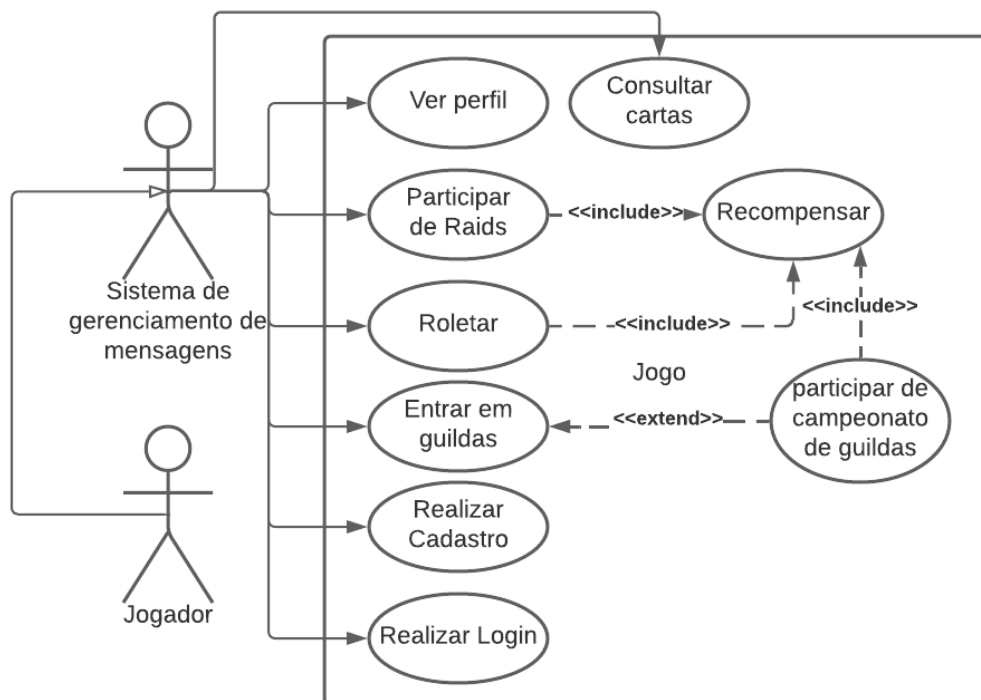 Ver perfil
Consultar
cartas
Participar
de Raids
<<include>>
Recompensar
Sistema de
gerenciamento de
mensagens
Roletar
<<include>>
<<include>>
Jogo
Entrar em
guildas
<<extend>>
participar de
campeonato
de guildas
Realizar
Cadastro
Jogador
Realizar Login